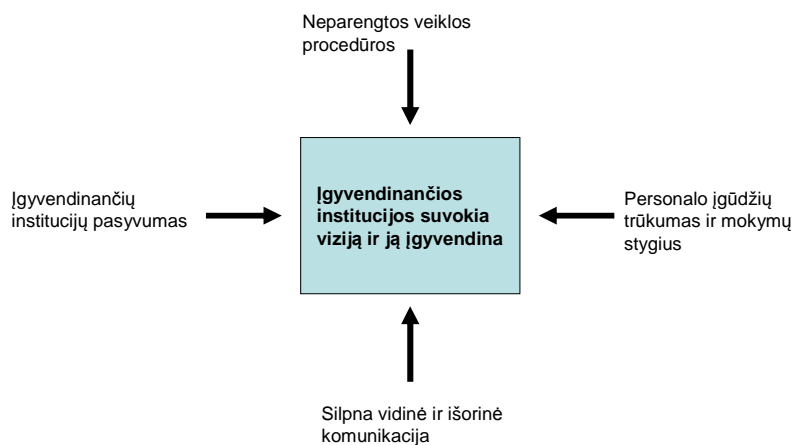 Neparengtos veiklos
procedūros
Įgyvendinančių
institucijų pasyvumas
Įgyvendinančios
institucijos suvokia
viziją ir ją įgyvendina
Personalo įgūdžių
trūkumas ir mokymų
stygius
Silpna vidinė ir išorinė
komunikacija